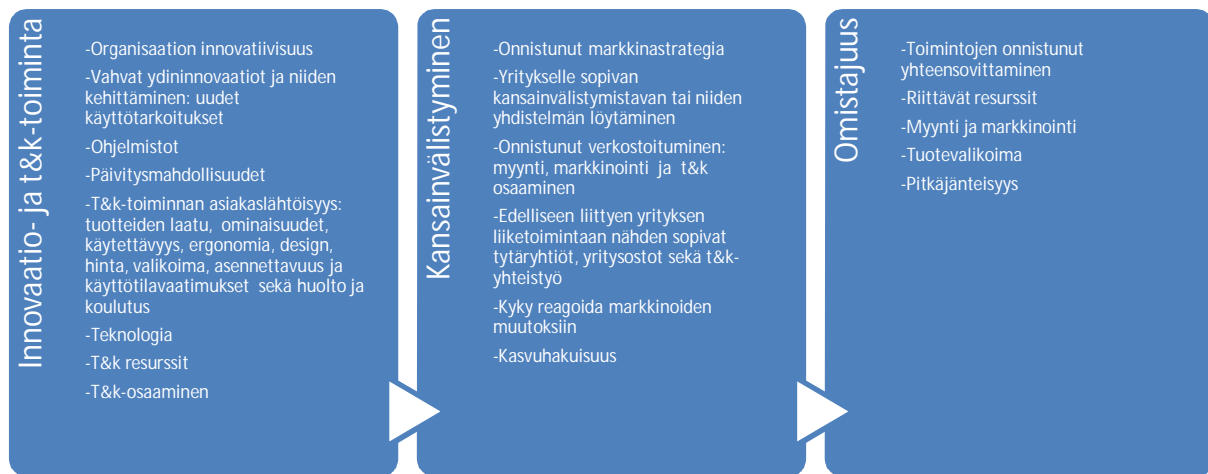 Innovaatio- ja t&k-toiminta
-Organisaation innovatiivisuus
-Vahvat ydininnovaatiot ja niiden
kehittäminen: uudet
käyttötarkoitukset
-Ohjelmistot
-Päivitysmahdollisuudet
-T&k-toiminnan asiakaslähtöisyys:
tuotteiden laatu, ominaisuudet,
käytettävyys, ergonomia, design,
hinta, valikoima, asennettavuus ja
käyttötilavaatimukset sekä huolto ja
koulutus
-Teknologia
-T&k resurssit
-T&k-osaaminen
Kansainvälistyminen
-Onnistunut markkinastrategia
-Yritykselle sopivan
kansainvälistymistavan tai niiden
yhdistelmän löytäminen
-Onnistunut verkostoituminen:
myynti, markkinointi ja t&k
osaaminen
-Edelliseen liittyen yrityksen
liiketoimintaan nähden sopivat
tytäryhtiöt, yritysostot sekä t&k-
yhteistyö
-Kyky reagoida markkinoiden
muutoksiin
-Kasvuhakuisuus
Omistajuus
-Toimintojen onnistunut
yhteensovittaminen
-Riittävät resurssit
-Myynti ja markkinointi
-Tuotevalikoima
-Pitkäjänteisyys